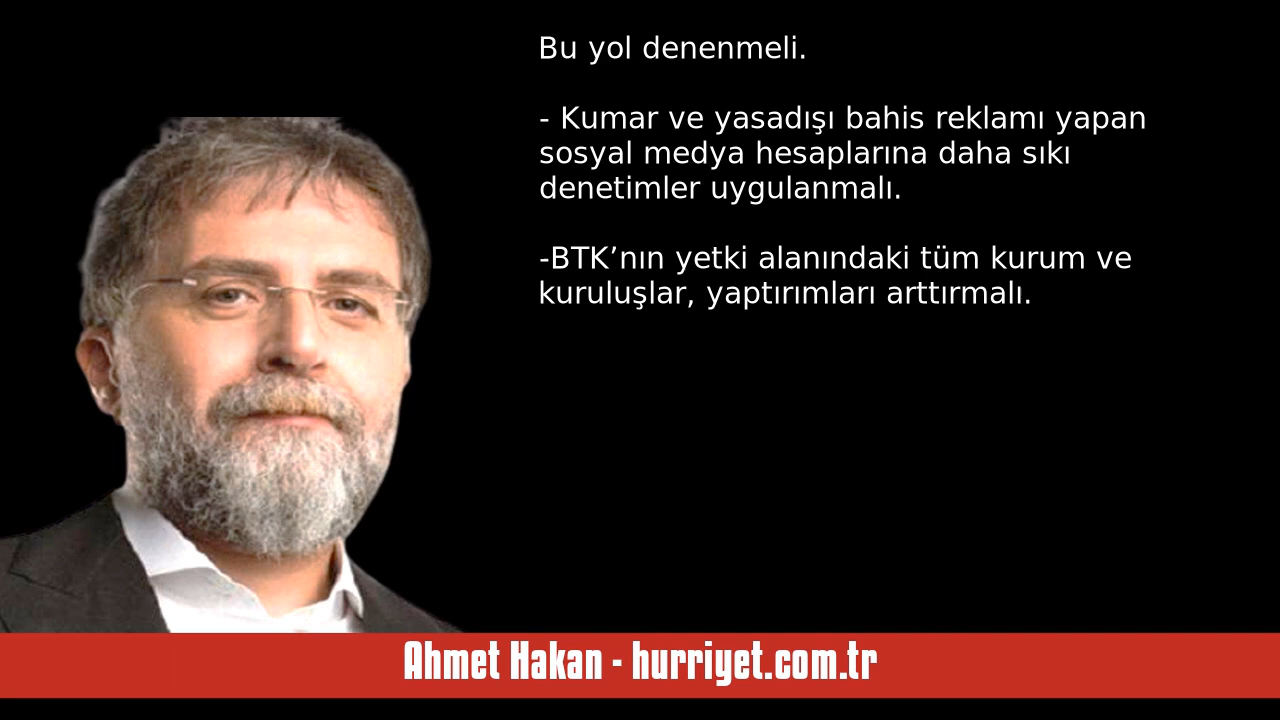 Bu yol denenmeli.
- Kumar ve yasadışı bahis reklamı yapan
sosyal medya hesaplarına daha sıkı
denetimler uygulanmalı.
-BTK’nın yetki alanındaki tüm kurum ve
kuruluşlar, yaptırımları arttırmalı.
Ahmet Hakan - hurriyet.com.tr